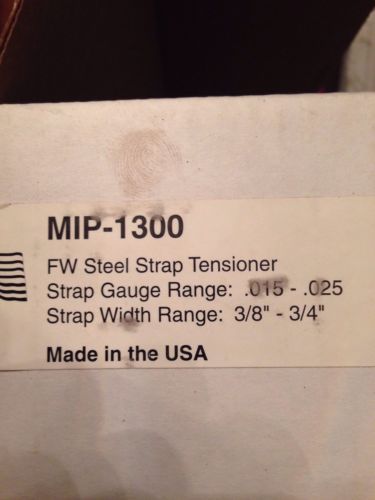 MIP-1300
FW Steel Strap Tensioner
Strap Gauge Range: .015 - .025
Strap Width Range: 3/8" - 3/4"
Made in the USA